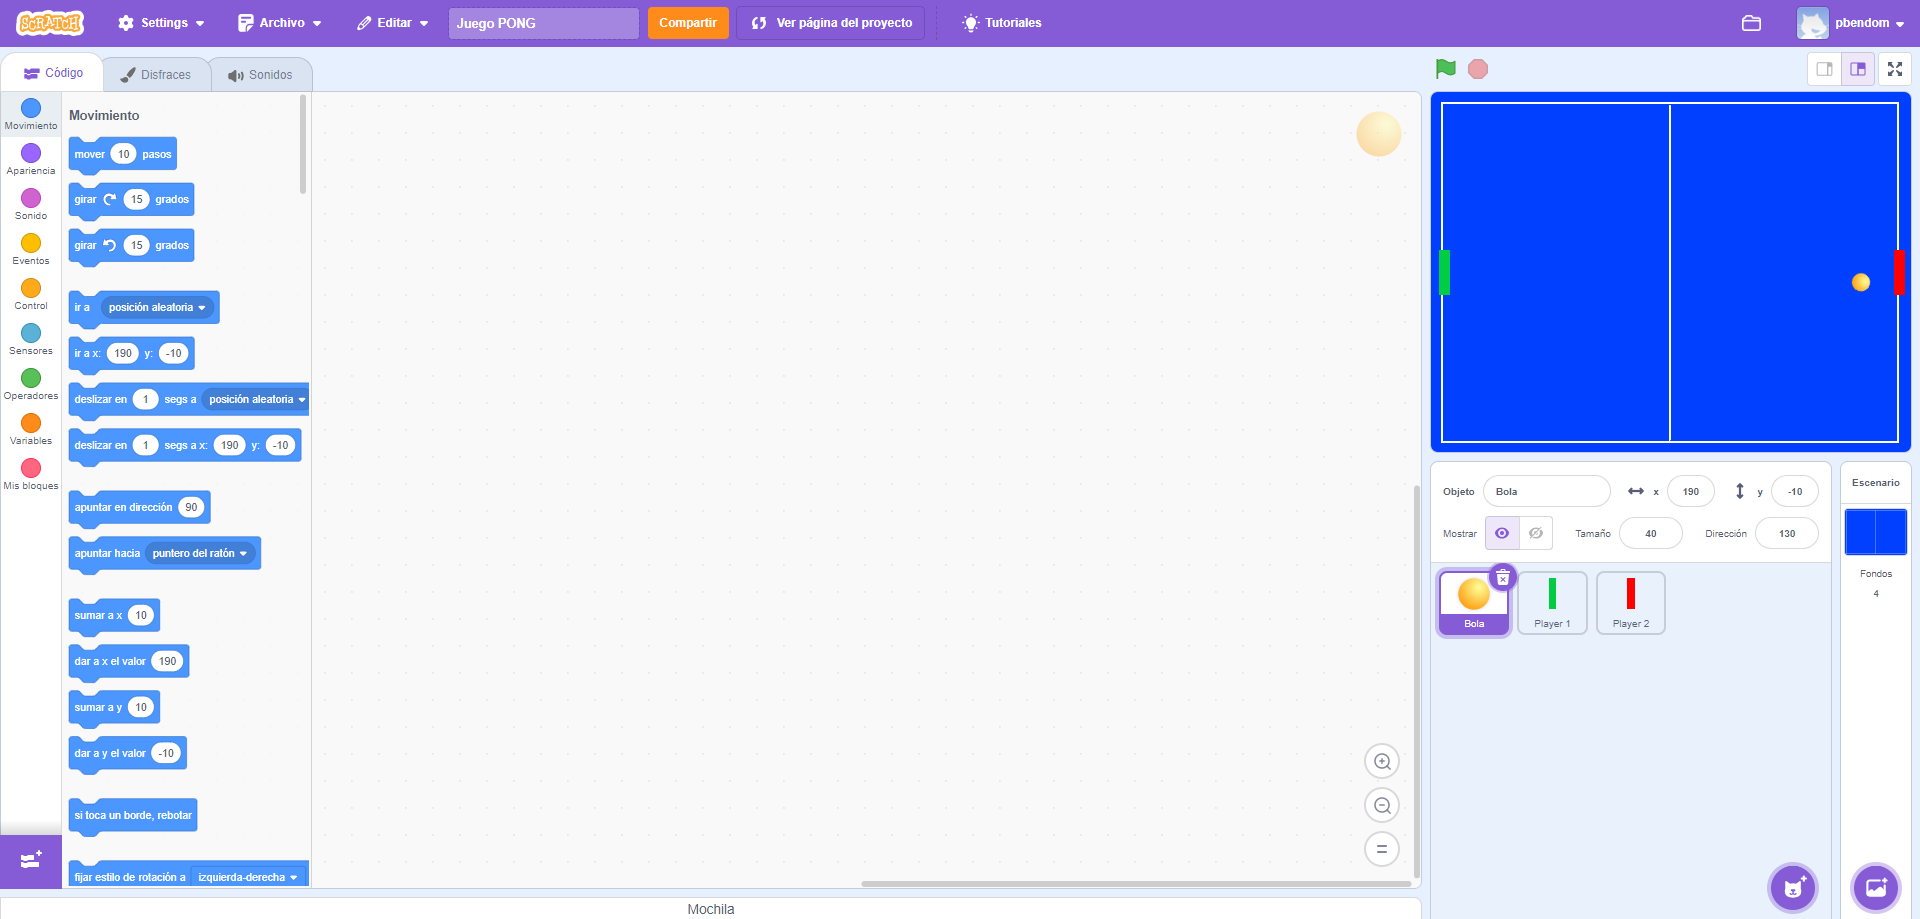 SCRATCH
Settings
Archivo
Editar
Juego PONG
Compartir
Ver página del proyecto
Tutoriales
pbendom
Código
Disfraces
Sonidos
Movimiento
Apariencia
Sonido
Eventos
Control
Sensores
Operadores
Variables
Mis bloques
Movimiento
mover 10 pasos
girar 15 grados
girar 15 grados
ir a posición aleatoria
ir a x: 190 y: -10
deslizar en 1 segs a posición aleatoria
deslizar en 1 segs a x: 190 y: -10
apuntar en dirección 90
apuntar hacia puntero del ratón
sumar a x 10
dar a x el valor 190
sumar a y 10
dar a y el valor -10
si toca un borde, rebotar
fijar estilo de rotación a izquierda-derecha
Mochila
Objeto Bola x 190 y -10
Mostrar Tamaño 40 Dirección 130
Bola
Player 1
Player 2
Escenario
Fondos
4